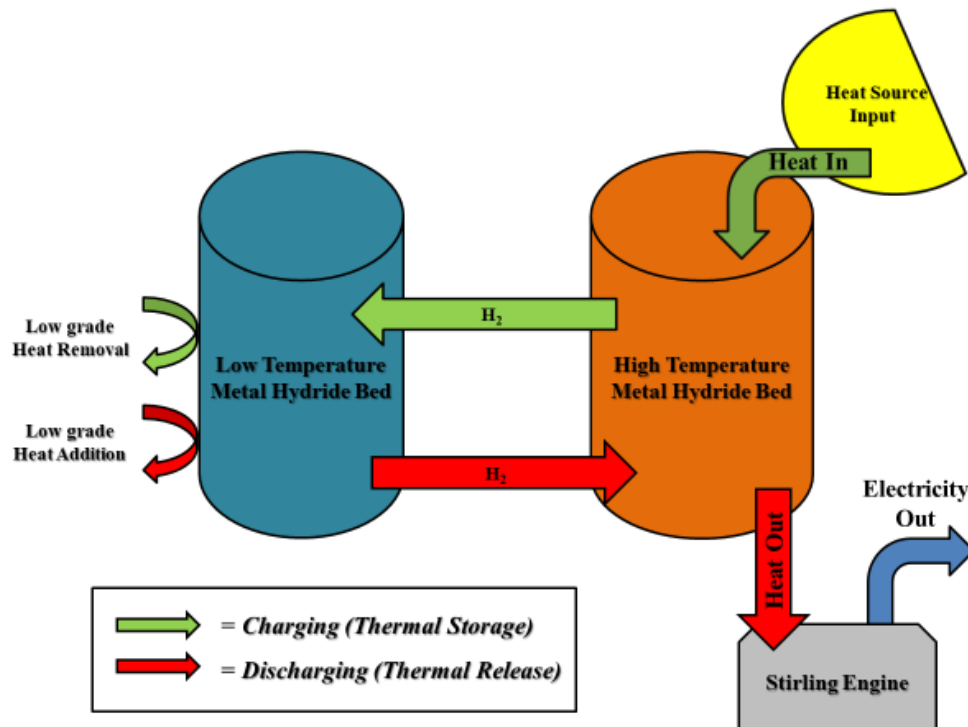 Heat Source
Input
Heat In
H₂
Low grade
Heat Removal
Low Temperature
Metal Hydride Bed
High Temperature
Metal Hydride Bed
Low grade
Heat Addition
H₂
Electricity
Out
Heat Out
= Charging (Thermal Storage)
= Discharging (Thermal Release)
Stirling Engine